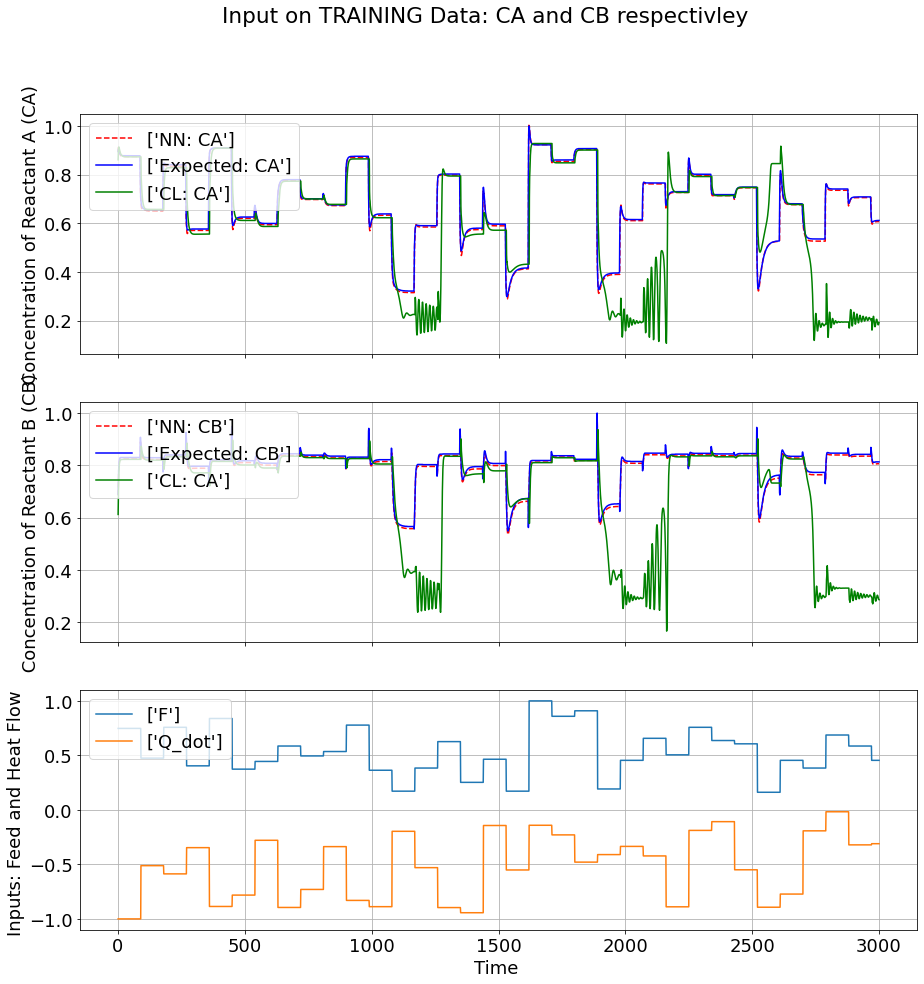 Input on TRAINING Data: CA and CB respectivley
Concentration of Reactant A (CA)
1.0
0.8
0.6
0.4
0.2
['NN: CA']
['Expected: CA']
['CL: CA']
Concentration of Reactant B (CB)
1.0
0.8
0.6
0.4
0.2
['NN: CB']
['Expected: CB']
['CL: CA']
Inputs: Feed and Heat Flow
1.0
0.5
0.0
−0.5
−1.0
['F']
['Q_dot']
0
500
1000
1500
2000
2500
3000
Time